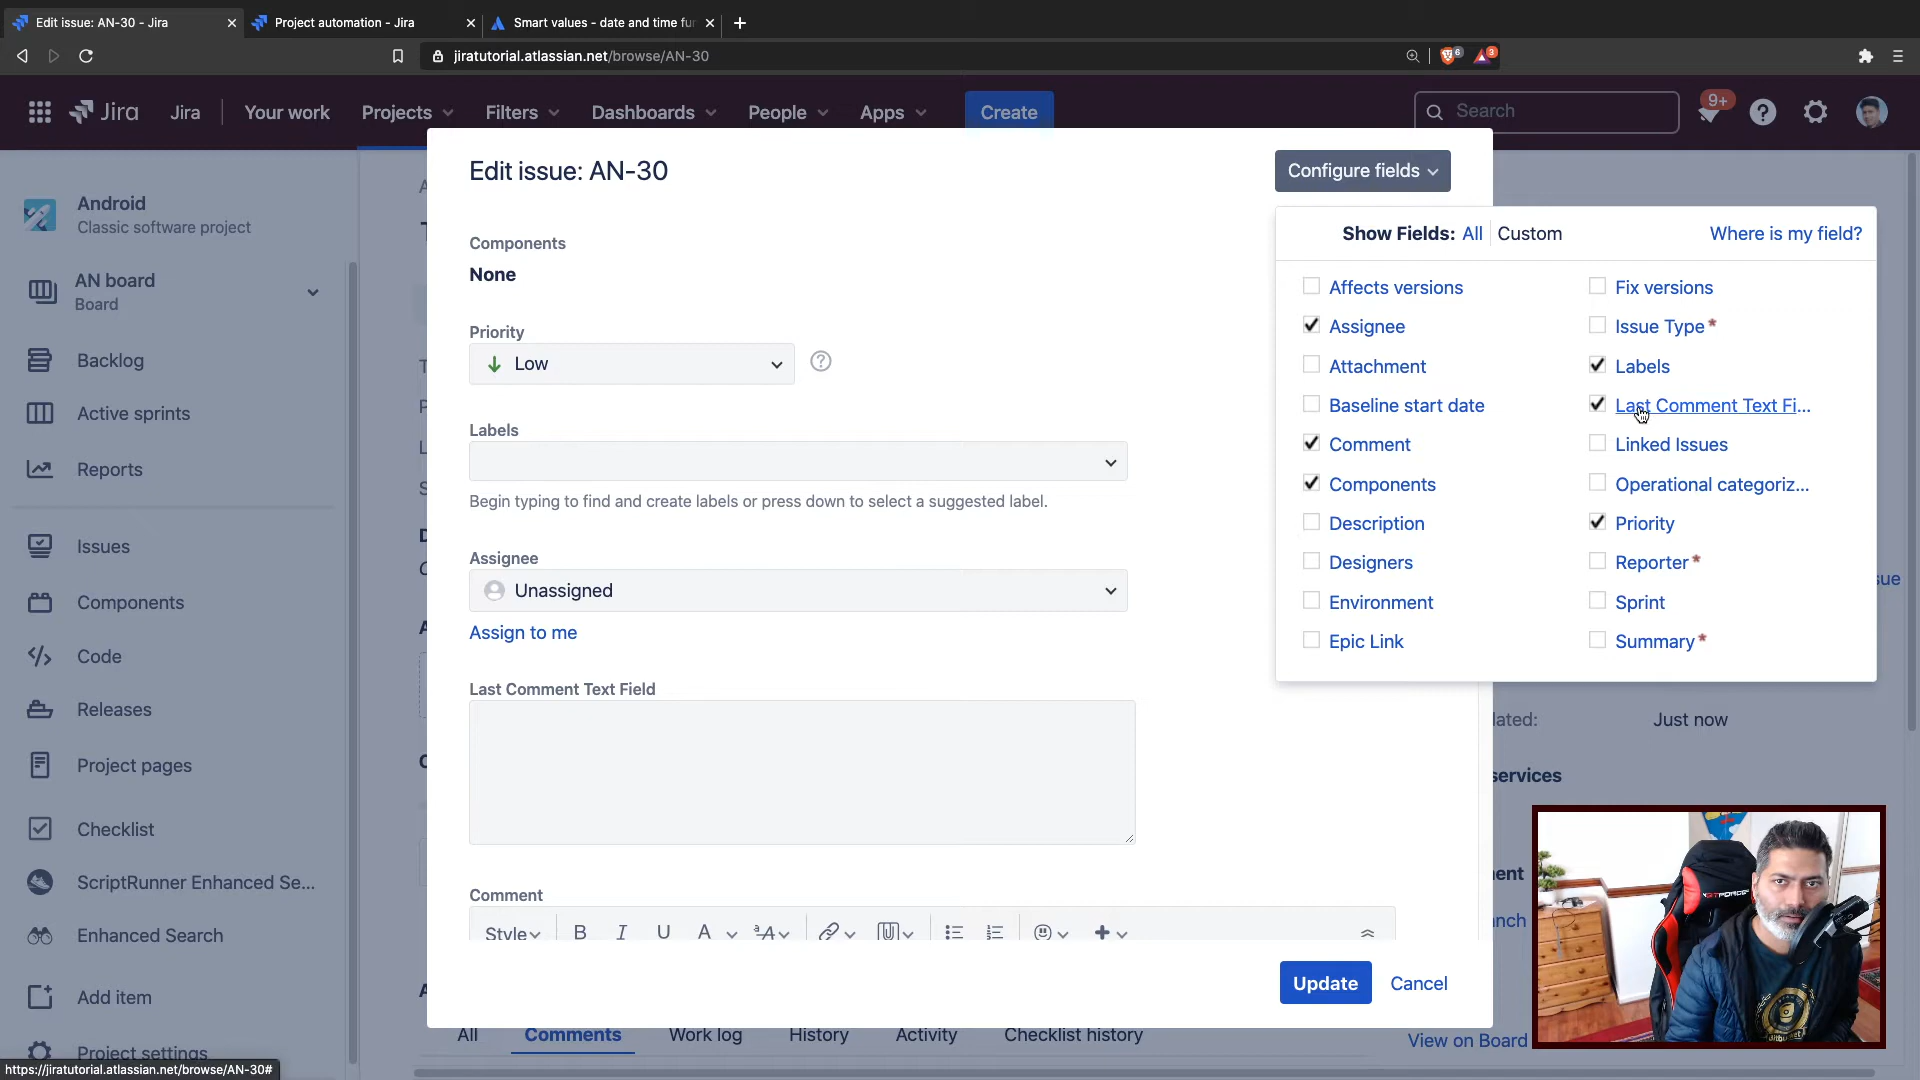 Edit issue: AN-30 - Jira
Project automation - Jira
Smart values - date and time fur
jiratutorial.atlassian.net/browse/AN-30
6
3
Jira
Jira
Your work
Projects
Filters
Dashboards
People
Apps
Create
Search
9+
Android
Classic software project
AN board
Board
Backlog
Active sprints
Reports
Issues
Components
Code
Releases
Project pages
Checklist
ScriptRunner Enhanced Se...
Enhanced Search
Add item
Project settings
https://jiratutorial.atlassian.net/browse/AN-30#
Edit issue: AN-30
Configure fields
Components
None
Priority
Low
Labels
Begin typing to find and create labels or press down to select a suggested label.
Assignee
Unassigned
Assign to me
Last Comment Text Field
Comment
Style
B I U A
Update
Cancel
Show Fields: All Custom
Where is my field?
Affects versions
Fix versions
Assignee
Issue Type *
Attachment
Labels
Baseline start date
Last Comment Text Fi...
Comment
Linked Issues
Components
Operational categoriz...
Description
Priority
Designers
Reporter *
Environment
Sprint
Epic Link
Summary *
sue
lated:
Just now
services
ent
nch
All
Comments
Work log
History
Activity
Checklist history
View on Board